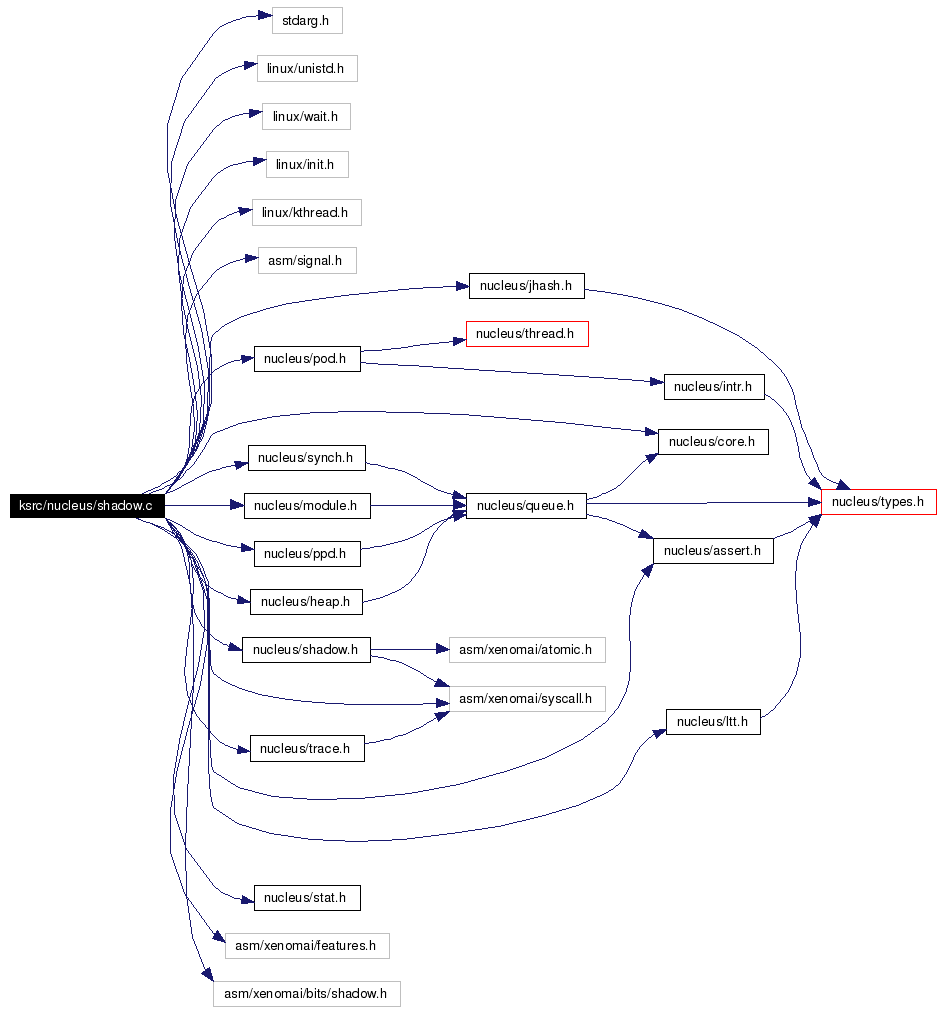 stdarg.h
linux/unistd.h
linux/wait.h
linux/init.h
linux/kthread.h
asm/signal.h
nucleus/jhash.h
nucleus/thread.h
nucleus/pod.h
nucleus/intr.h
nucleus/core.h
nucleus/synch.h
ksrc/nucleus/shadow.c
nucleus/module.h
nucleus/queue.h
nucleus/types.h
nucleus/ppd.h
nucleus/assert.h
nucleus/heap.h
nucleus/shadow.h
asm/xenomai/atomic.h
asm/xenomai/syscall.h
nucleus/ltt.h
nucleus/trace.h
nucleus/stat.h
asm/xenomai/features.h
asm/xenomai/bits/shadow.h